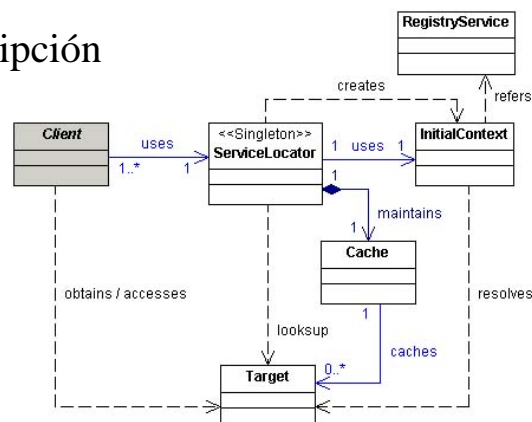 ipción
RegistryService
creates
refers
Client
uses
1..*
1
<<Singleton>>
ServiceLocator
1
uses
1
InitialContext
1
maintains
1
Cache
obtains / accesses
looksup
resolves
1
caches
0..*
Target